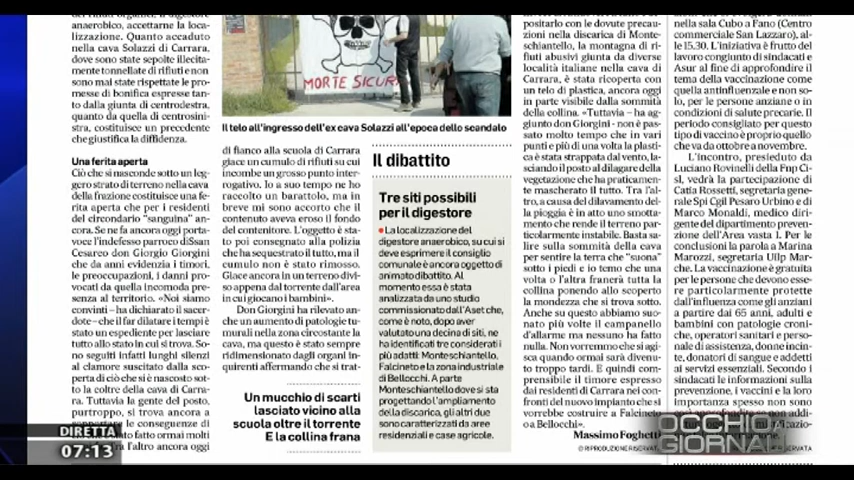 anaerobico, accettarne la loca-
lizzazione. Quanto accaduto
nella cava Solazzi di Carrara,
dove sono state sepolte illecita-
mente tonnellate di rifiuti e non
sono mai state rispettate le pro-
messe di bonifica espresse tan-
to dalla giunta di centrodestra,
quanto da quella di centrosini-
stra, costituisce un precedente
che giustifica la diffidenza.
Una ferita aperta
Ciò che si nasconde sotto un leg-
gero strato di terreno nella cava
della frazione costituisce una fe-
rita aperta che per i residenti
del circondario "sanguina" an-
cora. Se ne fa ancora oggi porta-
voce l'indefesso parroco diSsan
Cesareo don Giorgio Giorgini
che da anni evidenzia i timori,
le preoccupazioni, i danni pro-
vocati da quella incomoda pre-
senza al territorio. «Noi siamo
convinti – ha dichiarato il sacer-
dote – che il far dilatare i tempi è
stato un espediente per lasciare
tutto allo stato in cui si trova. So-
no seguiti infatti lunghi silenzi
al clamore suscitato dalla sco-
perta di ciò che si è nascosto sot-
to la coltre della cava di Carra-
ra. Tuttavia la gente del posto,
purtroppo, si trova ancora a
sopportare le conseguenze di
fatto ormai molti
l'altro ancora oggi
MORTE SICURA
Il telo all'ingresso dell'ex cava Solazzi all'epoca dello scandalo
di fianco alla scuola di Carrara
giace un cumulo di rifiuti su cui
incombe un grosso punto inter-
rogativo. Io a suo tempo ne ho
raccolto un barattolo, ma in
breve mi sono accorto che il
contenuto aveva eroso il fondo
del contenitore. L'oggetto è sta-
to poi consegnato alla polizia
che ha sequestrato il tutto, ma il
cumulo non è stato rimosso.
Giace ancora in un terreno divi-
so appena dal torrente dall'area
in cui giocano i bambini».
Don Giorgini ha rilevato an-
che un aumento di patologie tu-
murali nella zona circostante la
cava, ma questo è stato sempre
ridimensionato dagli organi in-
quirenti affermando che si trat-
Un mucchio di scarti
lasciato vicino alla
scuola oltre il torrente
E la collina frana
Il dibattito
Tre siti possibili
per il digestore
● La localizzazione del
digestore anaerobico, su cui si
deve esprimere il consiglio
comunale è ancora oggetto di
animato dibattito. Al
momento essa è stata
analizzata da uno studio
commissionato dall'Aset che,
come è noto, dopo aver
valutato una decina di siti, ne
ha identificati tre considerati i
più adatti: Monteschiantello,
Falcineto e la zona industriale
di Bellocchi. A parte
Monteschiantello dove si sta
progettando l'ampliamento
della discarica, gli altri due
sono caratterizzati da aree
residenziali e case agricole.
positarlo con le dovute precau-
zioni nella discarica di Monte-
schiantello, la montagna di ri-
fiuti abusivi giunta da diverse
località italiane nella cava di
Carrara, è stata ricoperta con
un telo di plastica, ancora oggi
in parte visibile dalla sommità
della collina. «Tuttavia – ha ag-
giunto don Giorgini - non è pas-
sato molto tempo che in vari
punti e più di una volta la plasti-
ca è stata strappata dal vento, la-
sciando il posto al dilagare della
vegetazione che ha praticamen-
te mascherato il tutto. Tra l'al-
tro, a causa del dilavamento del-
la pioggia è in atto uno smotta-
mento che rende il terreno par-
ticolarmente instabile. Basta sa-
lire sulla sommità della cava
per sentire la terra che "suona"
sotto i piedi e io temo che una
volta o l'altra franerà tutta la
collina ponendo allo scoperto
la mondezza che si trova sotto.
Anche su questo abbiamo suo-
nato più volte il campanello
d'allarme ma nessuno ha fatto
nulla. Non vorremmo che si agi-
sca quando ormai sarà divenu-
to troppo tardi. E quindi com-
prensibile il timore espresso
dai residenti di Carrara nei con-
fronti del nuovo impianto che si
vorrebbe costruire a Falcineto
o a Bellocchi».
Massimo Foghetti
© RIPRODUZIONE RISERVATA
nella sala Cubo a Fano (Centro
commerciale San Lazzaro), al-
le 15.30. L'iniziativa è frutto del
lavoro congiunto di sindacati e
Asur al fine di approfondire il
tema della vaccinazione come
quella antinfluenzale e non so-
lo, per le persone anziane o in
condizioni di salute precarie. Il
periodo consigliato per questo
tipo di vaccino è proprio quello
che va da ottobre a novembre.
L'incontro, presieduto da
Luciano Rovinelli della Fnp Ci-
sl, vedrà la partecipazione di
Catia Rossetti, segretaria gene-
rale Spi Cgil Pesaro Urbino e di
Marco Monaldi, medico diri-
gente del dipartimento preven-
zione dell'Area vasta 1. Per le
conclusioni la parola a Marina
Marozzi, segretaria Uilp Mar-
che. La vaccinazione è gratuita
per le persone che devono esse-
re particolarmente protette
dall'influenza come gli anziani
a partire dai 65 anni, adulti e
bambini con patologie croni-
che, operatori sanitari e perso-
nale di assistenza, donne incin-
te, donatori di sangue e addetti
ai servizi essenziali. Secondo i
sindacati le informazioni sulla
prevenzione, i vaccini e la loro
importanza spesso non sono
DIRETTA
07:13
OCCHIO
GIORNALI